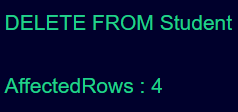 DELETE FROM Student
AffectedRows : 4